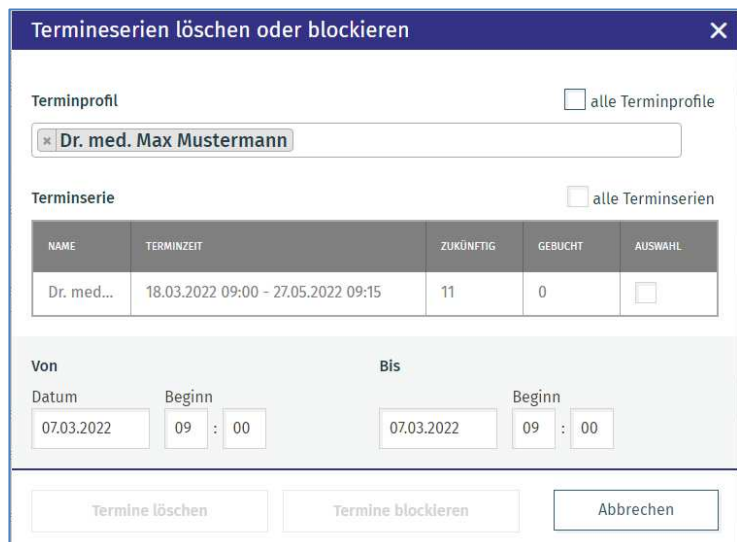 Termineserien löschen oder blockieren ×
Terminprofil alle Terminprofile
× Dr. med. Max Mustermann
Terminserie alle Terminserien
NAME TERMINZEIT ZUKÜNFTIG GEBUCHT AUSWAHL
Dr. med... 18.03.2022 09:00 - 27.05.2022 09:15 11 0
Von Bis
Datum Beginn Beginn
07.03.2022 09 : 00 07.03.2022 09 : 00
Termine löschen Termine blockieren Abbrechen